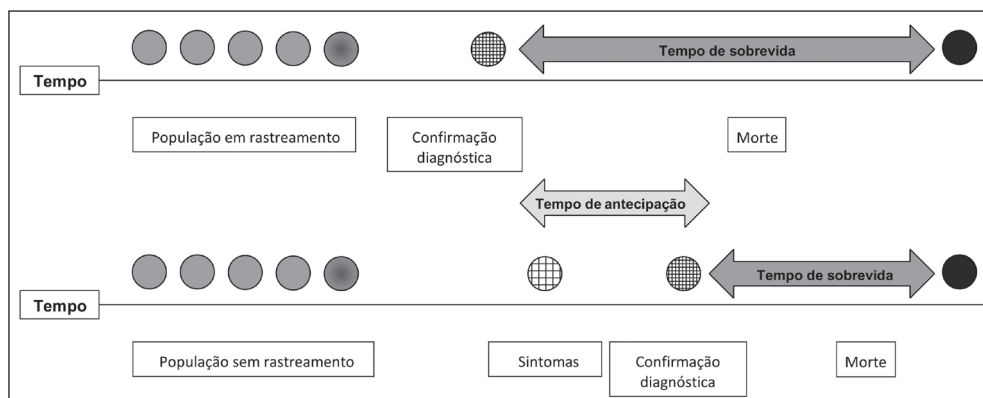 Tempo de sobrevida
Tempo
População em rastreamento
Confirmação
diagnóstica
Morte
Tempo de antecipação
Tempo de sobrevida
Tempo
População sem rastreamento
Sintomas
Confirmação
diagnóstica
Morte